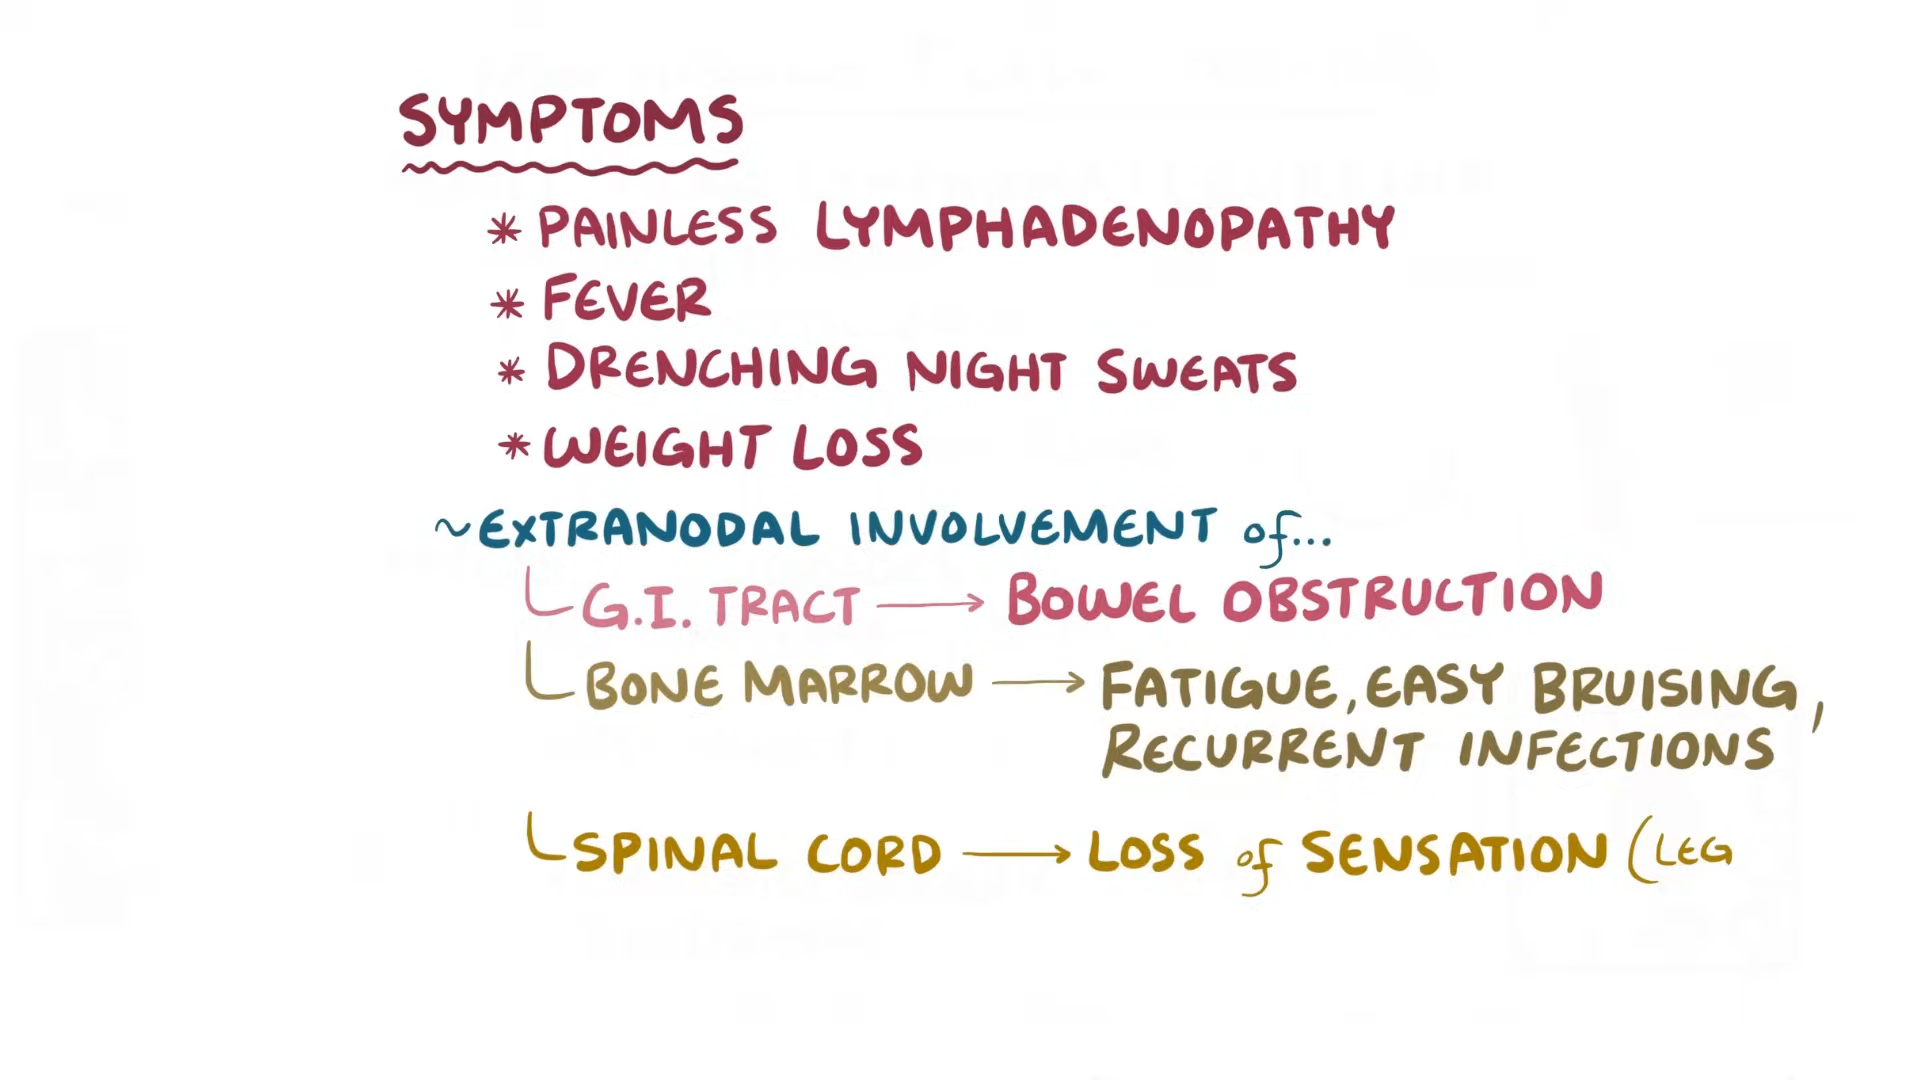 SYMPTOMS
* PAINLESS LYMPHADENOPATHY
* FEVER
* DRENCHING NIGHT SWEATS
* WEIGHT LOSS
~ EXTRANODAL INVOLVEMENT of...
G.I. TRACT → BOWEL OBSTRUCTION
BONE MARROW → FATIGUE, EASY BRUISING,
RECURRENT INFECTIONS
SPINAL CORD → LOSS of SENSATION (LEG